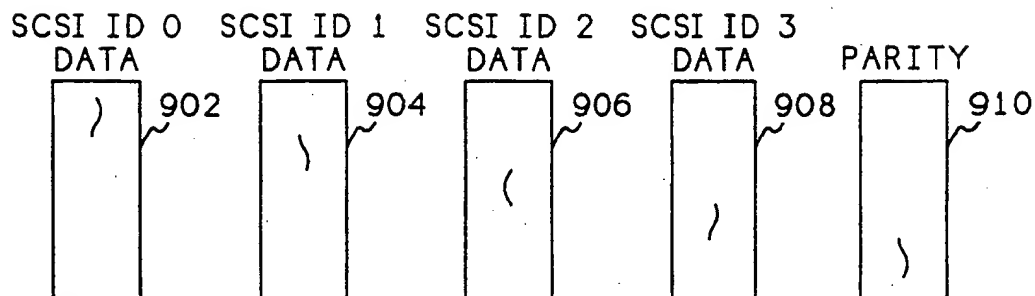 SCSI ID 0 SCSI ID 1 SCSI ID 2 SCSI ID 3
DATA DATA DATA DATA PARITY
902 904 906 908 910